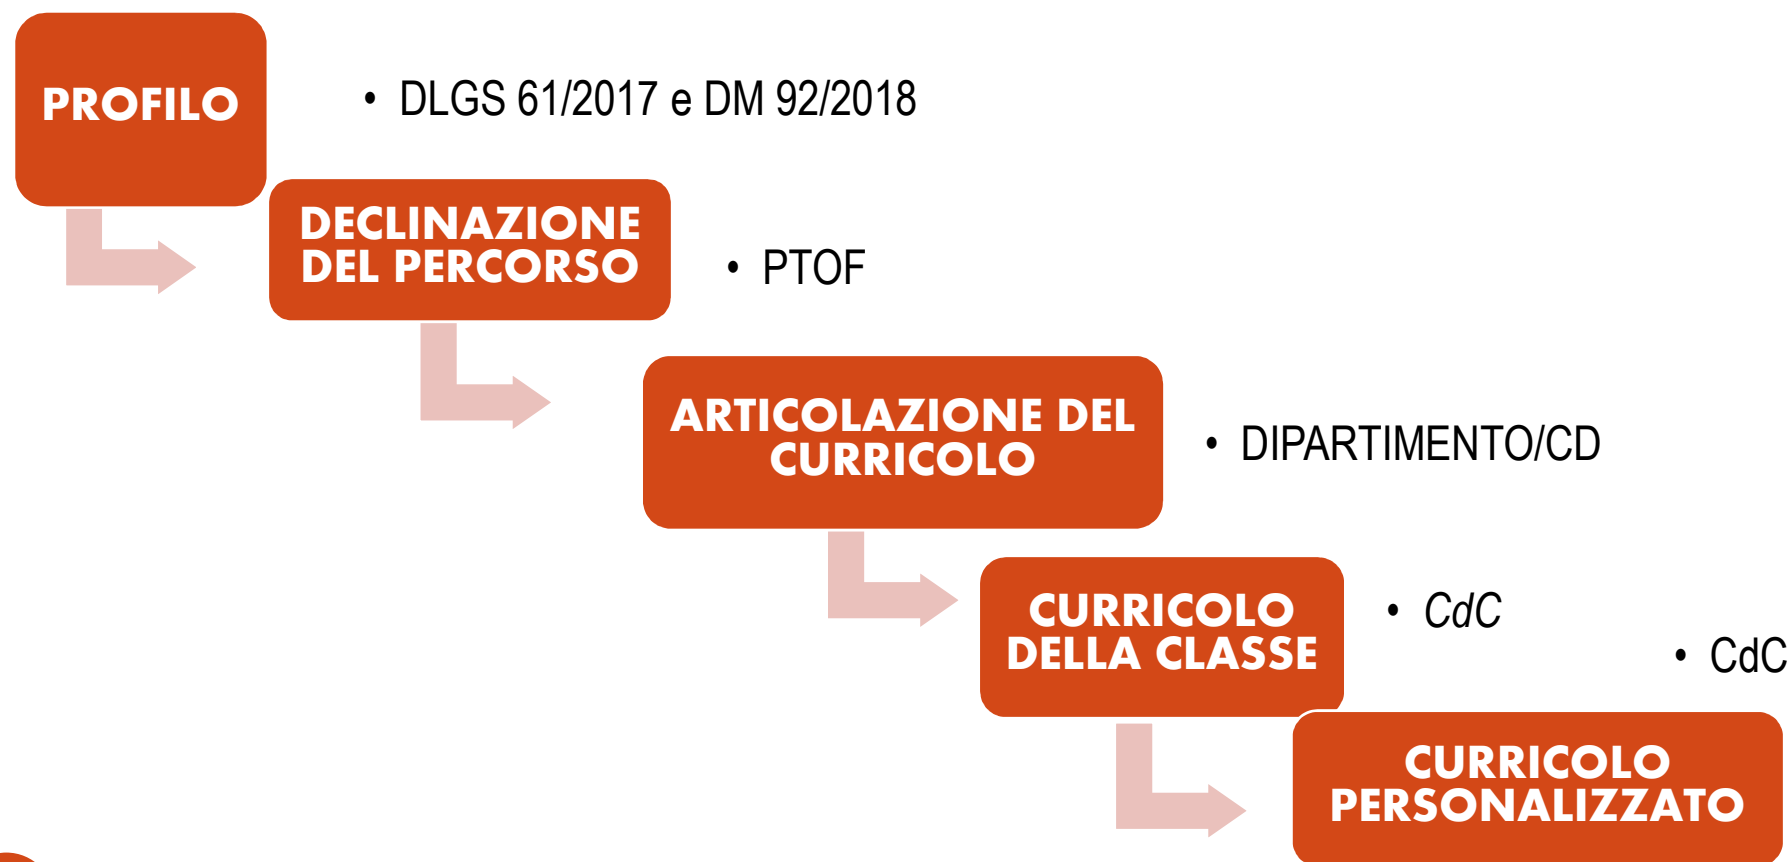 PROFILO
• DLGS 61/2017 e DM 92/2018
DECLINAZIONE
DEL PERCORSO
• PTOF
ARTICOLAZIONE DEL
CURRICOLO
• DIPARTIMENTO/CD
CURRICOLO
DELLA CLASSE
• CdC
• CdC
CURRICOLO
PERSONALIZZATO